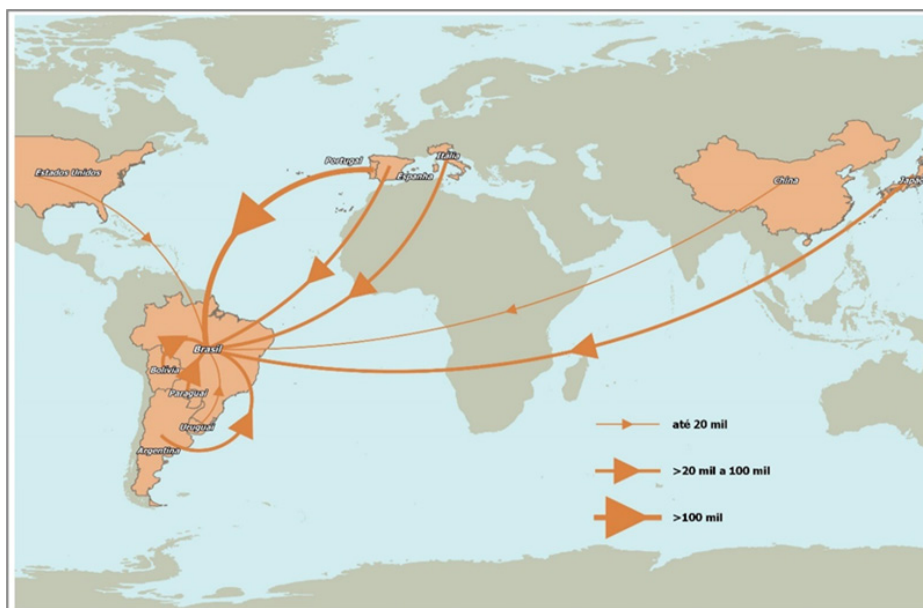 Estados Unidos
Portugal
Itália
Espanha
China
Japão
Brasil
Bolívia
Paraguai
Uruguai
Argentina
até 20 mil
>20 mil a 100 mil
>100 mil